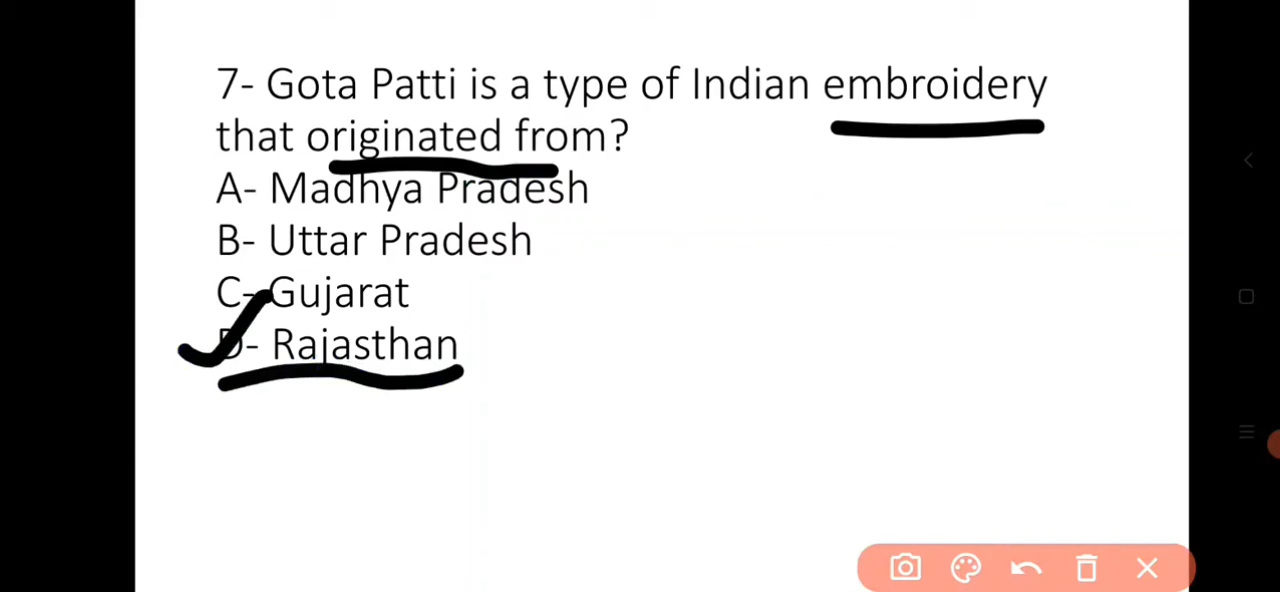 7- Gota Patti is a type of Indian embroidery
that originated from?
A- Madhya Pradesh
B- Uttar Pradesh
C- Gujarat
D- Rajasthan